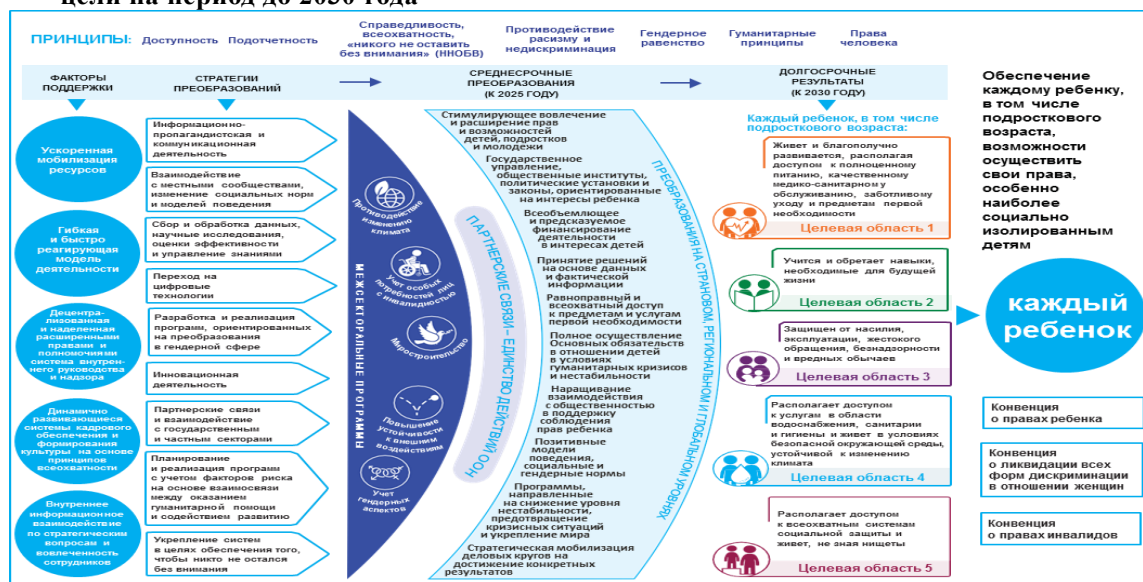 цели на период до 2030 года
ПРИНЦИПЫ:
Доступность
Подотчетность
Справедливость,
всеохватность,
«никого не оставить
без внимания» (ННОБВ)
Противодействие
расизму и
недискриминация
Гендерное
равенство
Гуманитарные
принципы
Права
человека
ФАКТОРЫ
ПОДДЕРЖКИ
СТРАТЕГИИ
ПРЕОБРАЗОВАНИЙ
СРЕДНЕСРОЧНЫЕ
ПРЕОБРАЗОВАНИЯ
(К 2025 ГОДУ)
ДОЛГОСРОЧНЫЕ
РЕЗУЛЬТАТЫ
(К 2030 ГОДУ)
Ускоренная
мобилизация
ресурсов
Гибкая
и быстро
реагирующая
модель
деятельности
Децентра-
лизованная
и наделенная
расширенными
правами и
полномочиями
система внутрен-
него руководства
и надзора
Динамично
развивающиеся
системы кадрового
обеспечения и
формирования
культуры на основе
принципов
всеохватности
Внутреннее
информационное
взаимодействие
по стратегическим
вопросам и
вовлеченность
сотрудников
Информационно-
пропагандистская и
коммуникационная
деятельность
Взаимодействие
с местными сообществами,
изменение социальных норм
и моделей поведения
Сбор и обработка данных,
научные исследования,
оценки эффективности
и управление знаниями
Переход на
цифровые
технологии
Разработка и реализация
программ, ориентированных
на преобразования
в гендерной сфере
Инновационная
деятельность
Партнерские связи
и взаимодействие
с государственным
и частным секторами
Планирование
и реализация программ
с учетом факторов риска
на основе взаимосвязи
между оказанием
гуманитарной помощи
и содействием развитию
Укрепление систем
в целях обеспечения того,
чтобы никто не остался
без внимания
МЕЖСЕКТОРАЛЬНЫЕ ПРОГРАММЫ
Противодействие
изменению
климата
Учет особых
потребностей лиц
с инвалидностью
Миростроительство
Повышение
устойчивости
к внешним
воздействиям
Учет
гендерных
аспектов
ПАРТНЕРСКИЕ СВЯЗИ – ЕДИНСТВО ДЕЙСТВИЙ ООН
Стимулирующее вовлечение
и расширение прав
и возможностей
детей, подростков
и молодежи
Государственное
управление,
общественные институты,
политические установки и
законы, ориентированные
на интересы ребенка
Всеобъемлющее
и предсказуемое
финансирование
деятельности
в интересах детей
Принятие решений
на основе данных
и фактической
информации
Равноправный и
всеохватный доступ
к предметам и услугам
первой необходимости
Полное осуществление
Основных обязательств
в отношении детей
в условиях
гуманитарных кризисов
и нестабильности
Наращивание
взаимодействия
с общественностью
в поддержку
соблюдения
прав ребенка
Позитивные
модели
поведения,
социальные и
гендерные нормы
Программы,
направленные
на снижение уровня
нестабильности,
предотвращение
кризисных ситуаций
и укрепление мира
Стратегическая мобилизация
деловых кругов на
достижение конкретных
результатов
ПРЕОБРАЗОВАНИЯ НА СТРАНОВОМ, РЕГИОНАЛЬНОМ И ГЛОБАЛЬНОМ УРОВНЯХ
Каждый ребенок, в том числе
подросткового возраста:
Живет и благополучно
развивается, располагая
доступом к полноценному
питанию, качественному
медико-санитарному
обслуживанию, заботливому
уходу и предметам первой
необходимости
Целевая область 1
Учится и обретает навыки,
необходимые для будущей
жизни
Целевая область 2
Защищен от насилия,
эксплуатации, жестокого
обращения, безнадзорности
и вредных обычаев
Целевая область 3
Располагает доступом
к услугам в области
водоснабжения, санитарии
и гигиены и живет в условиях
безопасной окружающей среды,
устойчивой к изменению
климата
Целевая область 4
Располагает доступом
к всеохватным системам
социальной защиты и
живет, не зная нищеты
Целевая область 5
Обеспечение
каждому ребенку,
в том числе
подросткового
возраста,
возможности
осуществить
свои права,
особенно
наиболее
социально
изолированным
детям
каждый
ребенок
Конвенция
о правах ребенка
Конвенция
о ликвидации всех
форм дискриминации
в отношении женщин
Конвенция
о правах инвалидов